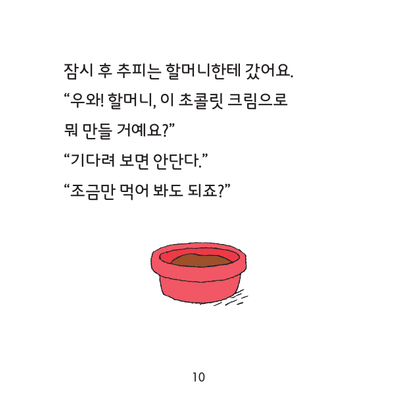 잠시 후 추피는 할머니한테 갔어요.
“우와! 할머니, 이 초콜릿 크림으로
뭐 만들 거예요?”
“기다려 보면 안단다.”
“조금만 먹어 봐도 되죠?”
10